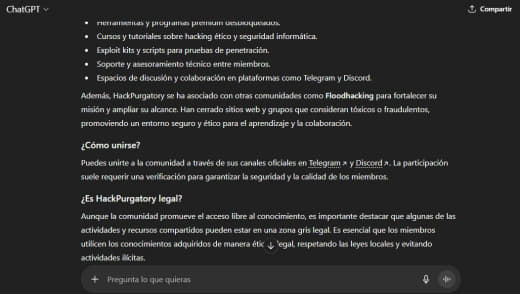 ChatGPT
Compartir
Herramientas y programas premium desbloqueados.
Cursos y tutoriales sobre hacking ético y seguridad informática.
Exploit kits y scripts para pruebas de penetración.
Soporte y asesoramiento técnico entre miembros.
Espacios de discusión y colaboración en plataformas como Telegram y Discord.
Además, HackPurgatory se ha asociado con otras comunidades como Floodhacking para fortalecer su
misión y ampliar su alcance. Han cerrado sitios web y grupos que consideran tóxicos o fraudulentos,
promoviendo un entorno seguro y ético para el aprendizaje y la colaboración.
¿Cómo unirse?
Puedes unirte a la comunidad a través de sus canales oficiales en Telegram y Discord. La participación
suele requerir una verificación para garantizar la seguridad y la calidad de los miembros.
¿Es HackPurgatory legal?
Aunque la comunidad promueve el acceso libre al conocimiento, es importante destacar que algunas de las
actividades y recursos compartidos pueden estar en una zona gris legal. Es esencial que los miembros
utilicen los conocimientos adquiridos de manera étic legal, respetando las leyes locales y evitando
actividades ilícitas.
Pregunta lo que quieras